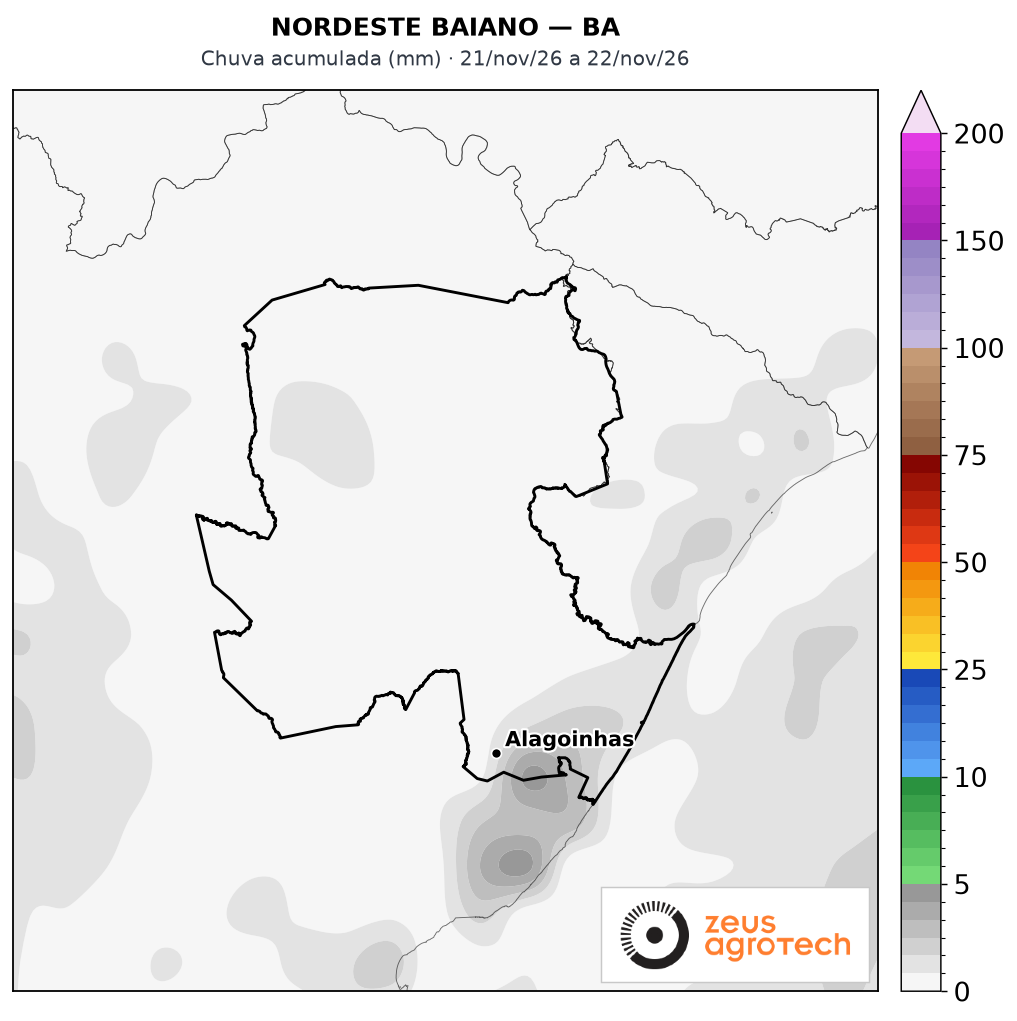 NORDESTE BAIANO — BA
Chuva acumulada (mm) · 21/nov/26 a 22/nov/26
200
150
100
75
50
25
10
5
0
Alagoinhas
zeus
agrotech